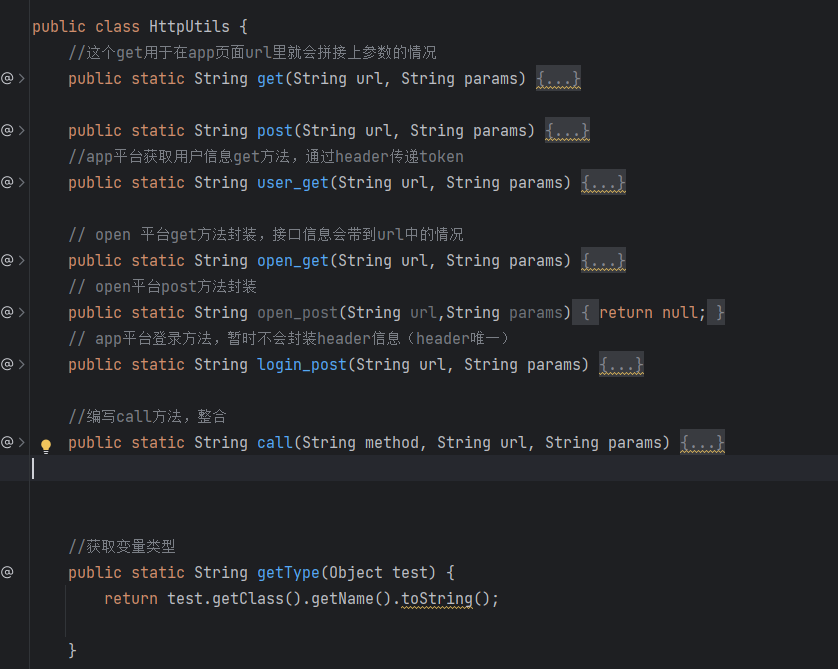 public class HttpUtils {
//这个get用于在app页面url里就会拼接上参数的情况
public static String get(String url, String params) {...}
public static String post(String url, String params) {...}
//app平台获取用户信息get方法，通过header传递token
public static String user_get(String url, String params) {...}
// open 平台get方法封装，接口信息会带到url中的情况
public static String open_get(String url, String params) {...}
// open平台post方法封装
public static String open_post(String url,String params) { return null; }
// app平台登录方法，暂时不会封装header信息（header唯一）
public static String login_post(String url, String params) {...}
//编写call方法，整合
public static String call(String method, String url, String params) {...}
//获取变量类型
public static String getType(Object test) {
return test.getClass().getName().toString();
}